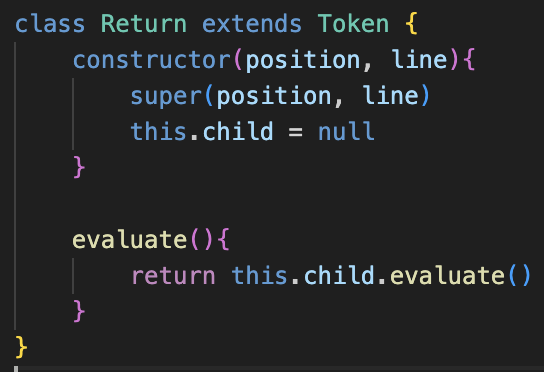 class Return extends Token {
    constructor(position, line){
        super(position, line)
        this.child = null
    }

    evaluate(){
        return this.child.evaluate()
    }
}